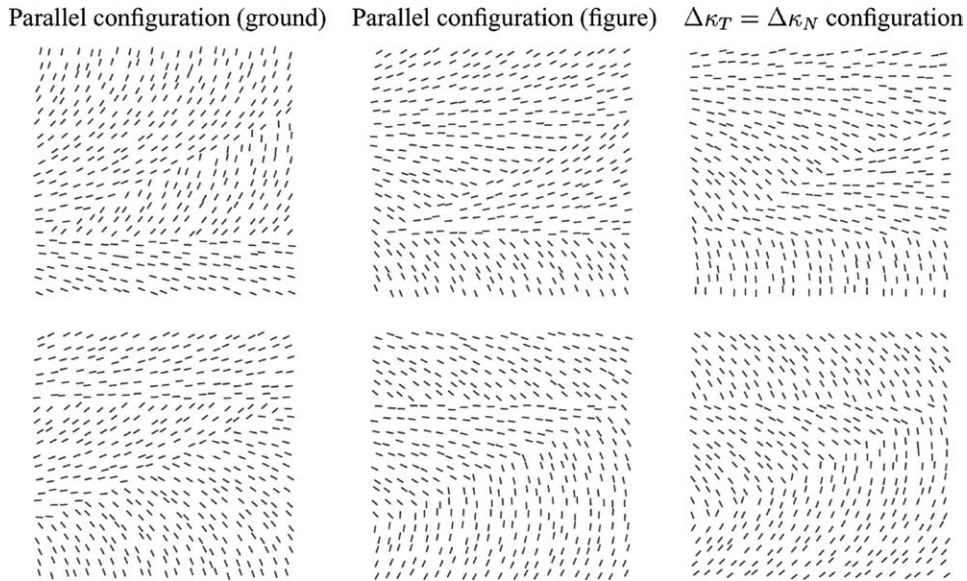 Parallel configuration (ground) Parallel configuration (figure) Δκ_T = Δκ_N configuration